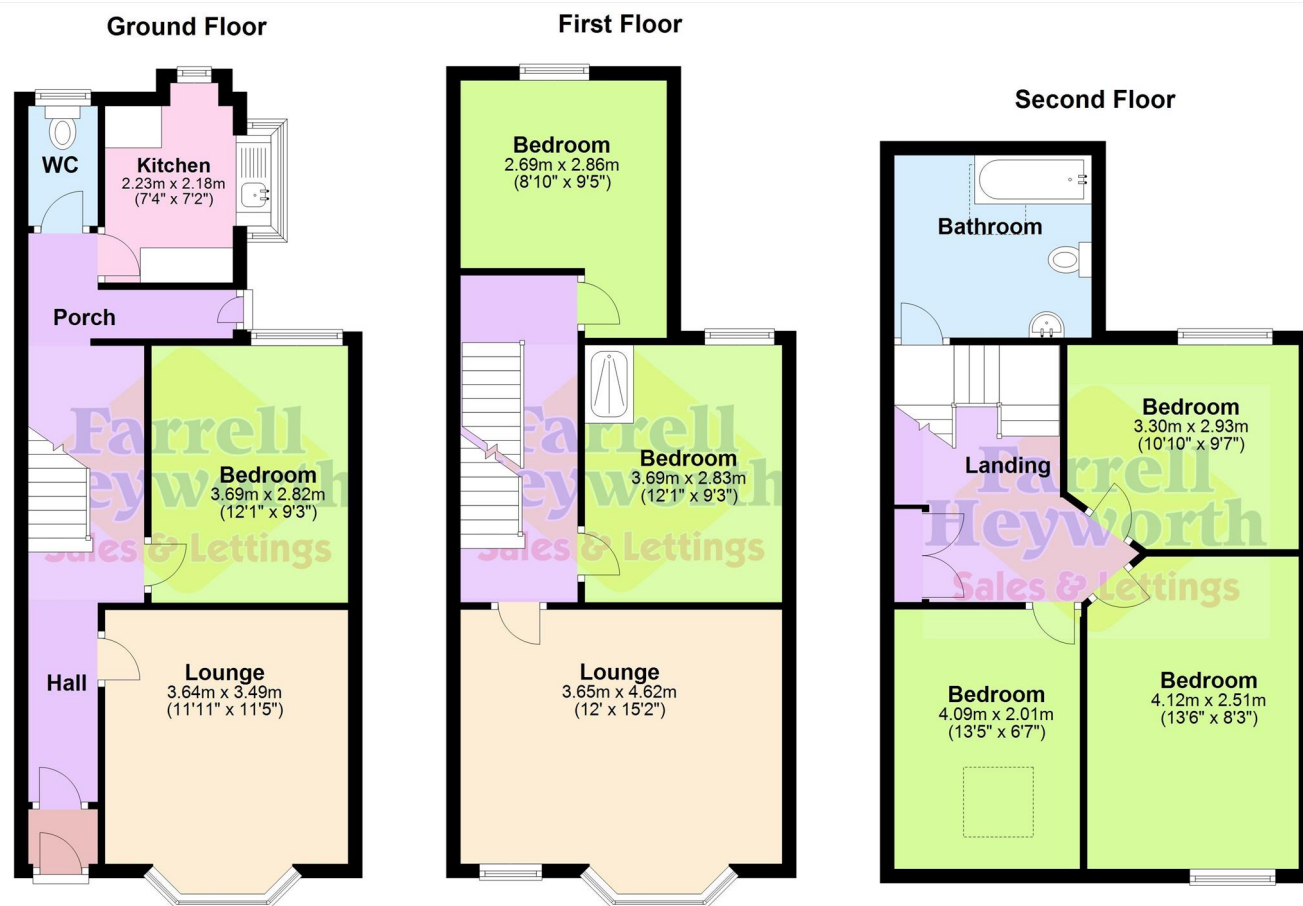 Ground Floor
WC
Kitchen
2.23m x 2.18m
(7'4" x 7'2")
Porch
Farrell
Heyworth
Sales & Lettings
Bedroom
3.69m x 2.82m
(12'1" x 9'3")
Hall
Lounge
3.64m x 3.49m
(11'11" x 11'5")
First Floor
Bedroom
2.69m x 2.86m
(8'10" x 9'5")
Farrell
Heyworth
Sales & Lettings
Bedroom
3.69m x 2.83m
(12'1" x 9'3")
Lounge
3.65m x 4.62m
(12' x 15'2")
Second Floor
Bathroom
Bedroom
3.30m x 2.93m
(10'10" x 9'7")
Landing
Farrell
Heyworth
Sales & Lettings
Bedroom
4.09m x 2.01m
(13'5" x 6'7")
Bedroom
4.12m x 2.51m
(13'6" x 8'3")